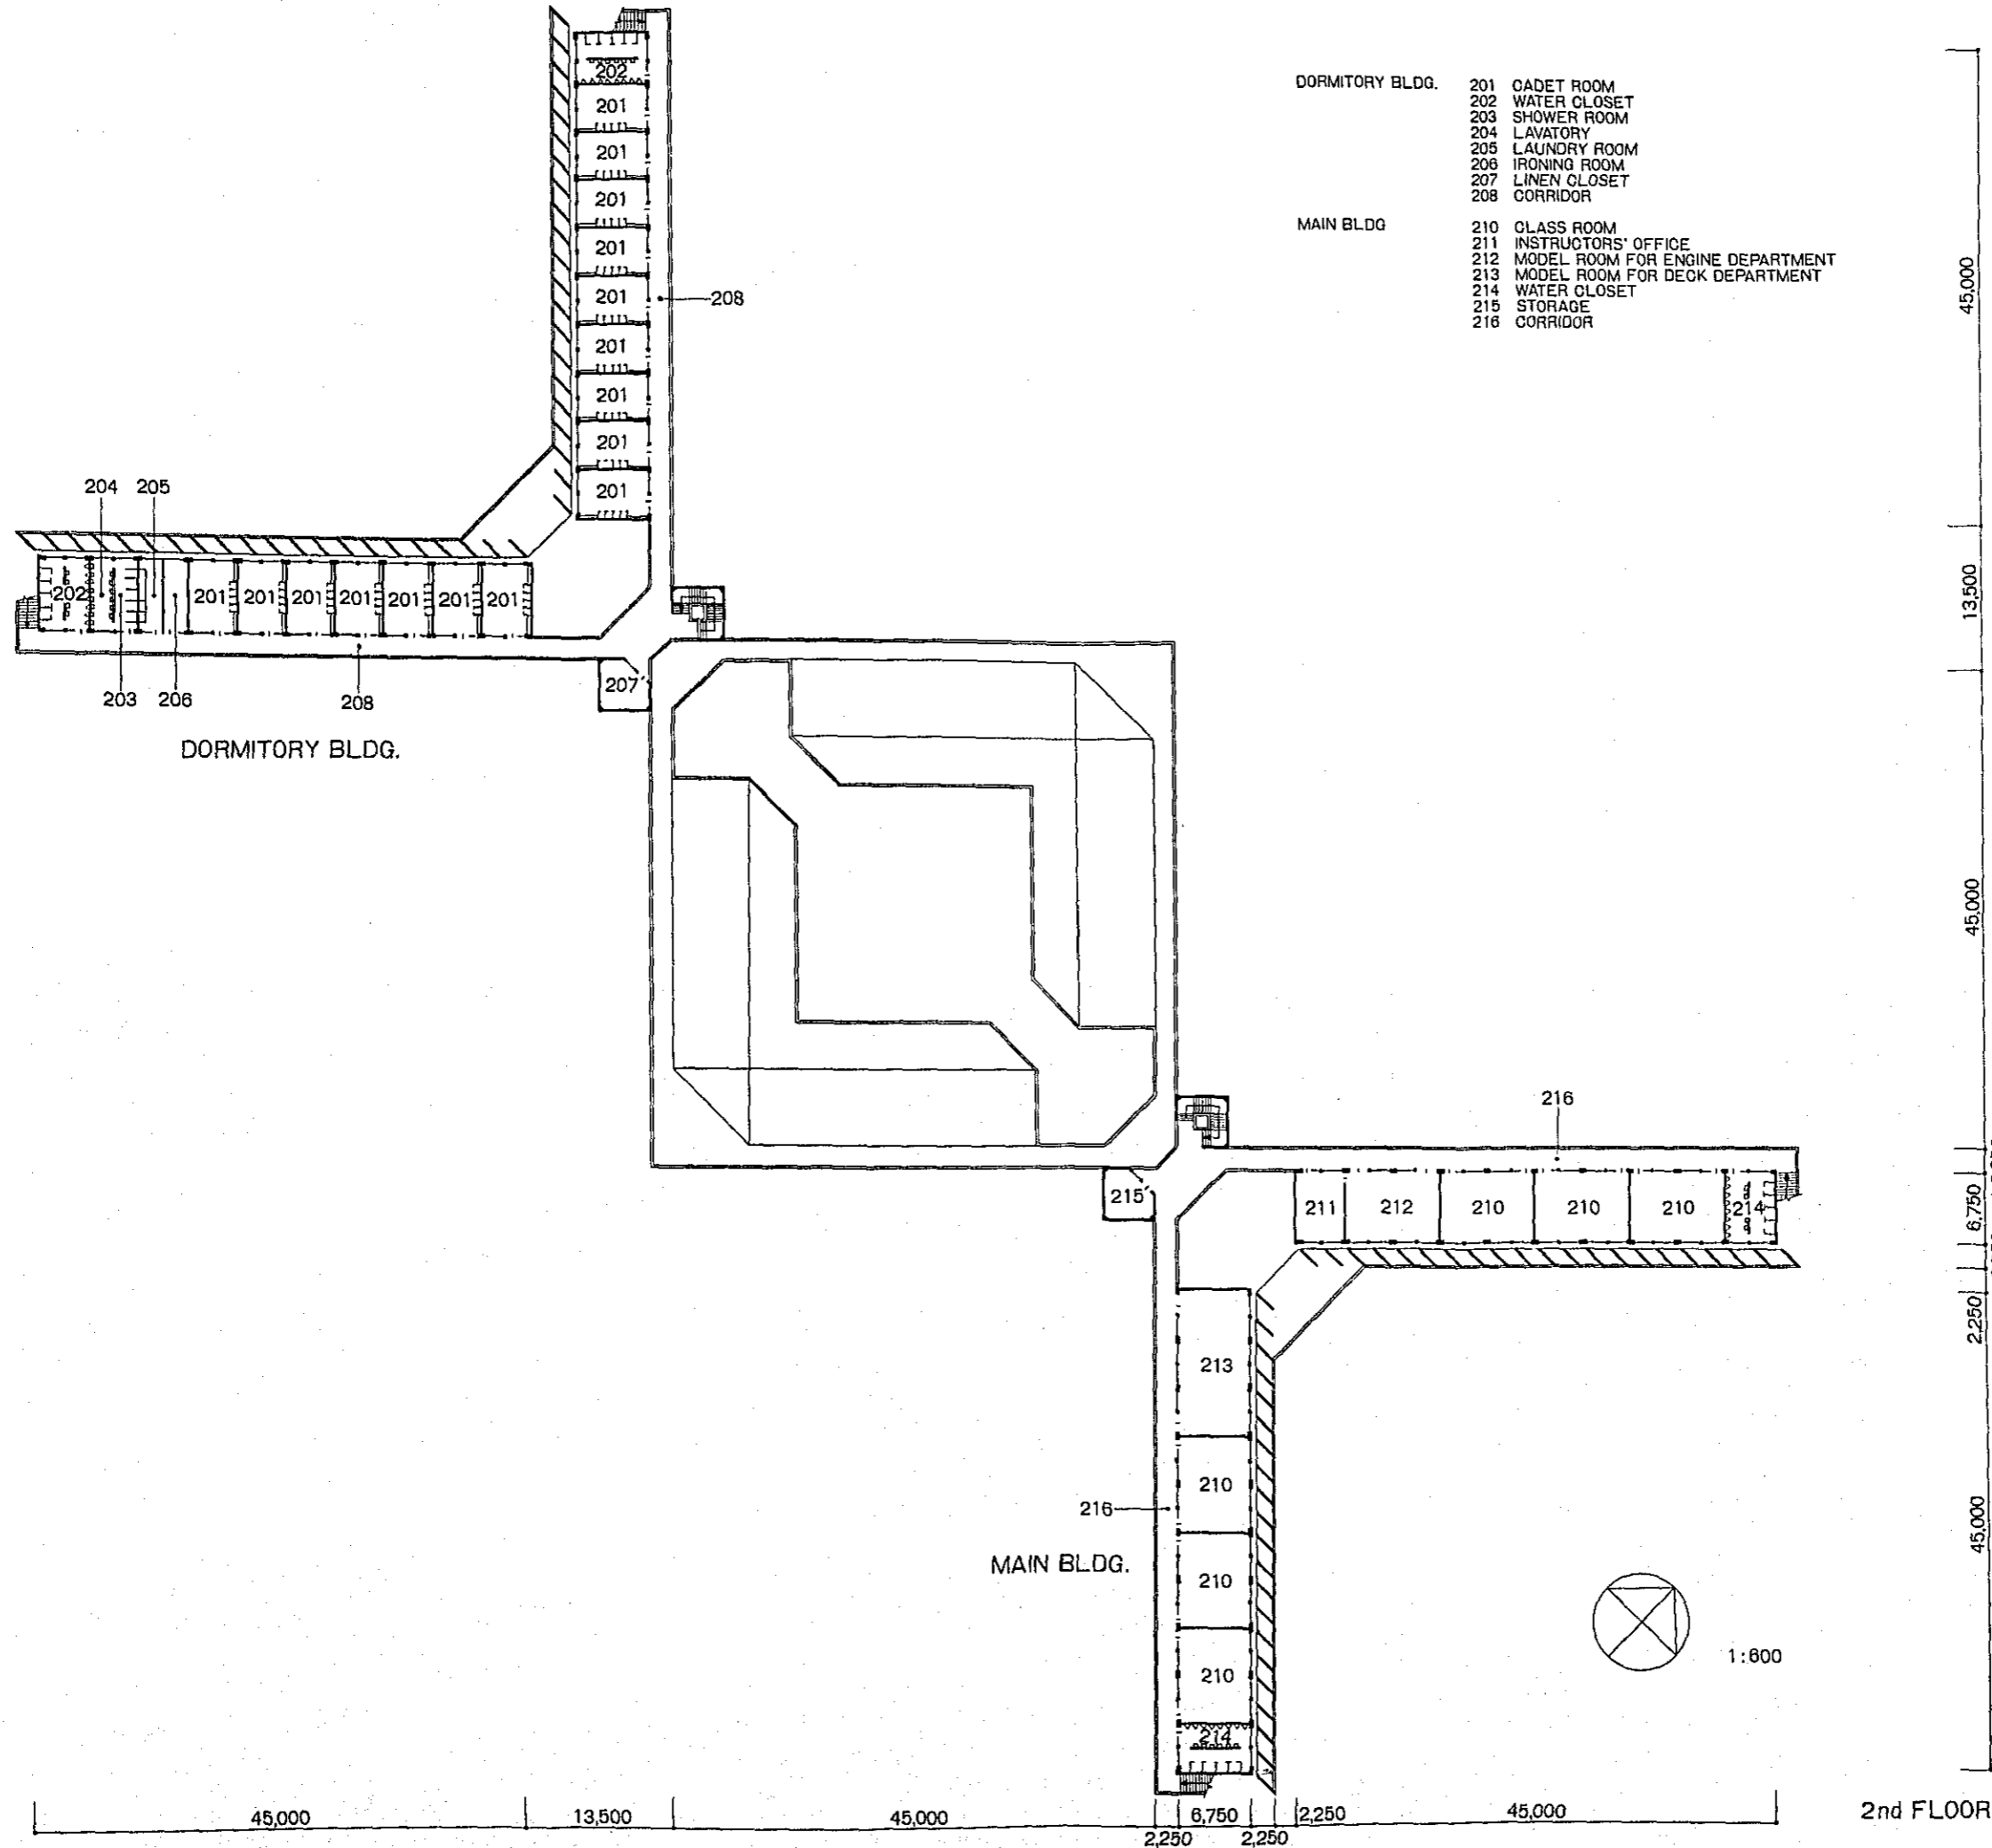 DORMITORY BLDG.
201 CADET ROOM
202 WATER CLOSET
203 SHOWER ROOM
204 LAVATORY
205 LAUNDRY ROOM
206 IRONING ROOM
207 LINEN CLOSET
208 CORRIDOR
MAIN BLDG
210 CLASS ROOM
211 INSTRUCTORS' OFFICE
212 MODEL ROOM FOR ENGINE DEPARTMENT
213 MODEL ROOM FOR DECK DEPARTMENT
214 WATER CLOSET
215 STORAGE
216 CORRIDOR
202
201
201
201
201
201
208
201
201
201
201
204 205
202 201 201 201 201 201 201 201
203 206 208
207
DORMITORY BLDG.
216
215
211 212 210 210 210 214
213
210
216
MAIN BLDG.
210
210
214
1:600
45,000
13,500
45,000
6,750
2,250
45,000
45,000 13,500 45,000 6,750 2,250 45,000
2,250 2,250
2nd FLOOR